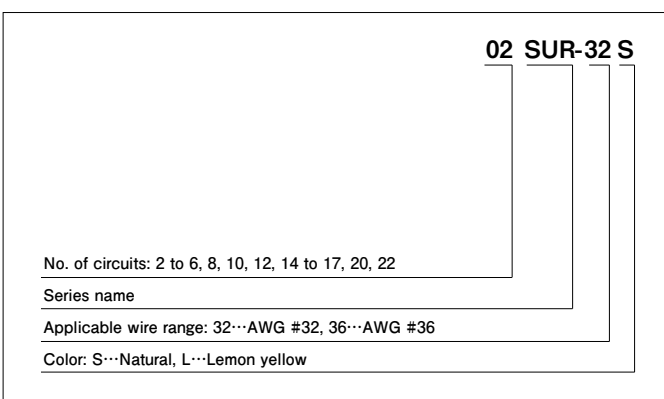 02 SUR-32 S
No. of circuits: 2 to 6, 8, 10, 12, 14 to 17, 20, 22
Series name
Applicable wire range: 32…AWG #32, 36…AWG #36
Color: S…Natural, L…Lemon yellow